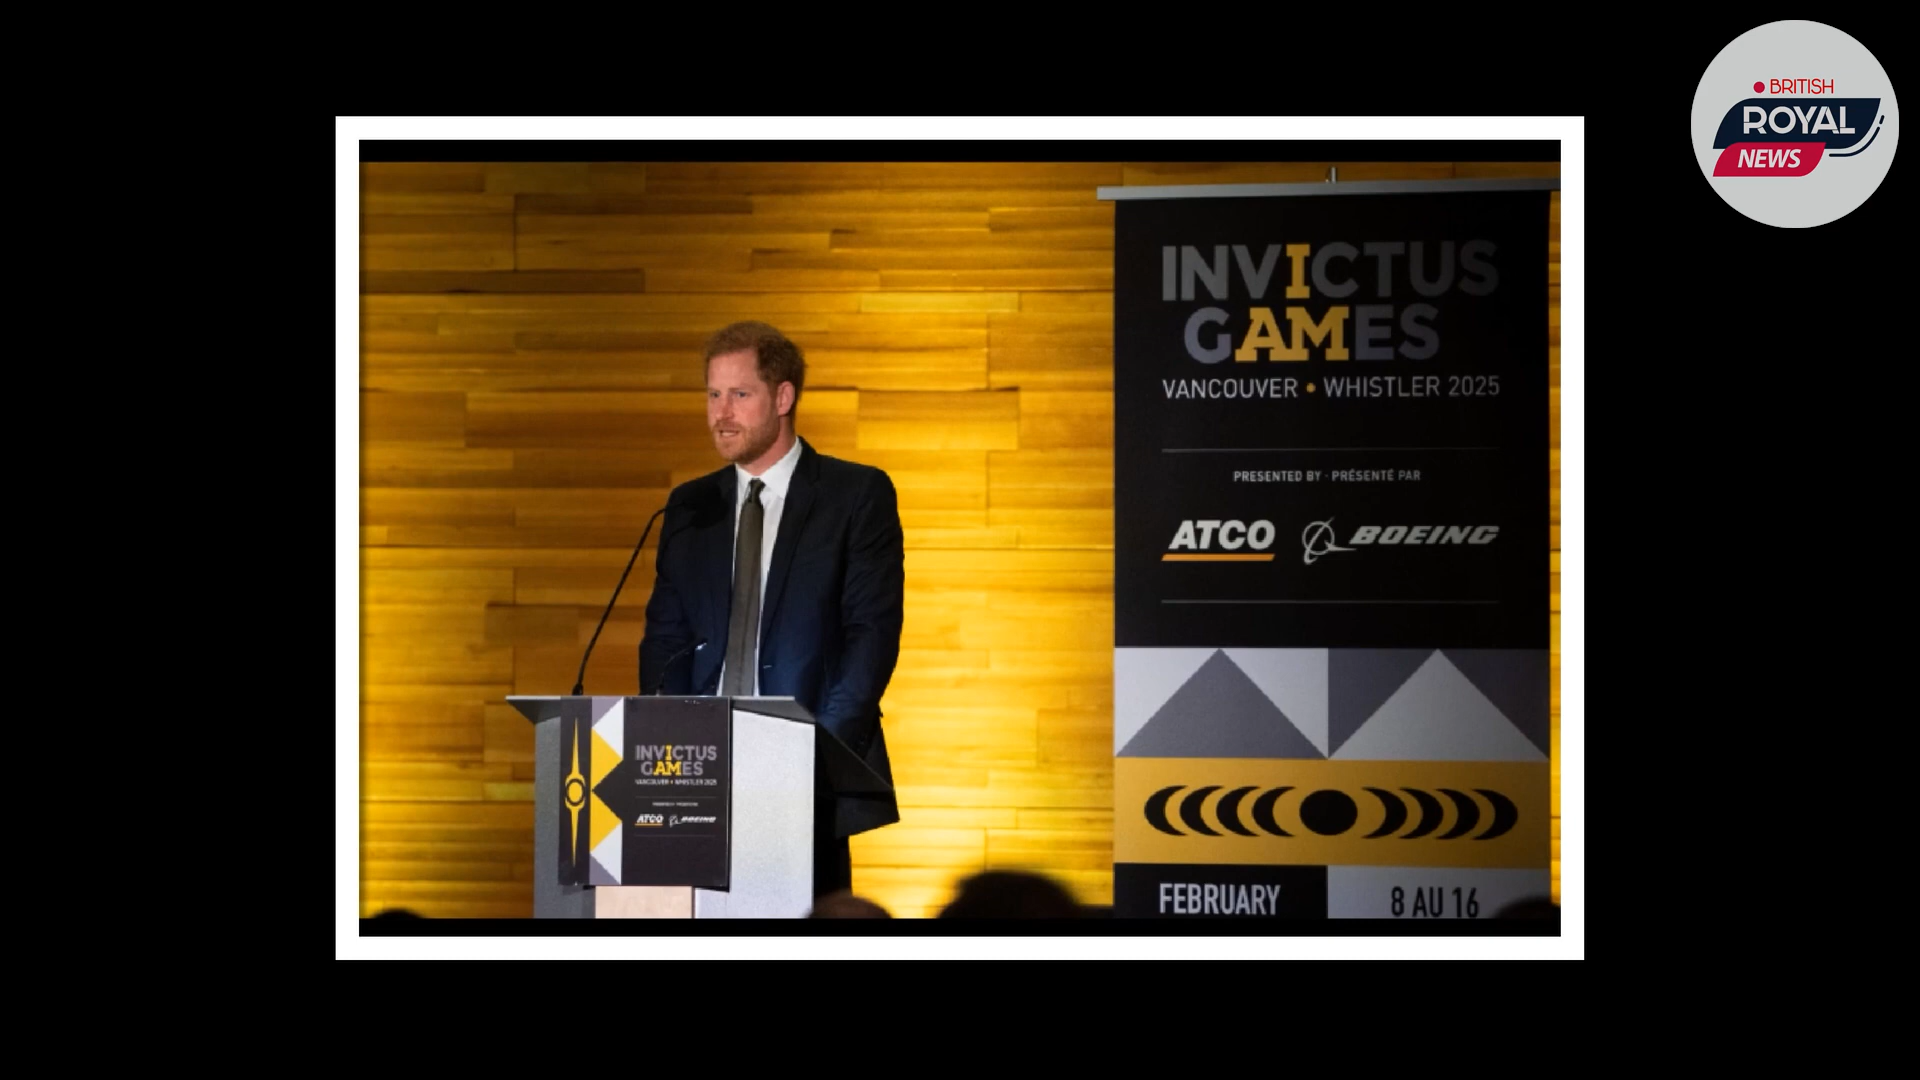 BRITISH
ROYAL
NEWS
INVICTUS
GAMES
VANCOUVER • WHISTLER 2025
PRESENTED BY · PRÉSENTÉ PAR
ATCO BOEING
FEBRUARY 8 AU 16
INVICTUS
GAMES
VANCOUVER • WHISTLER 2025
ATCO BOEING